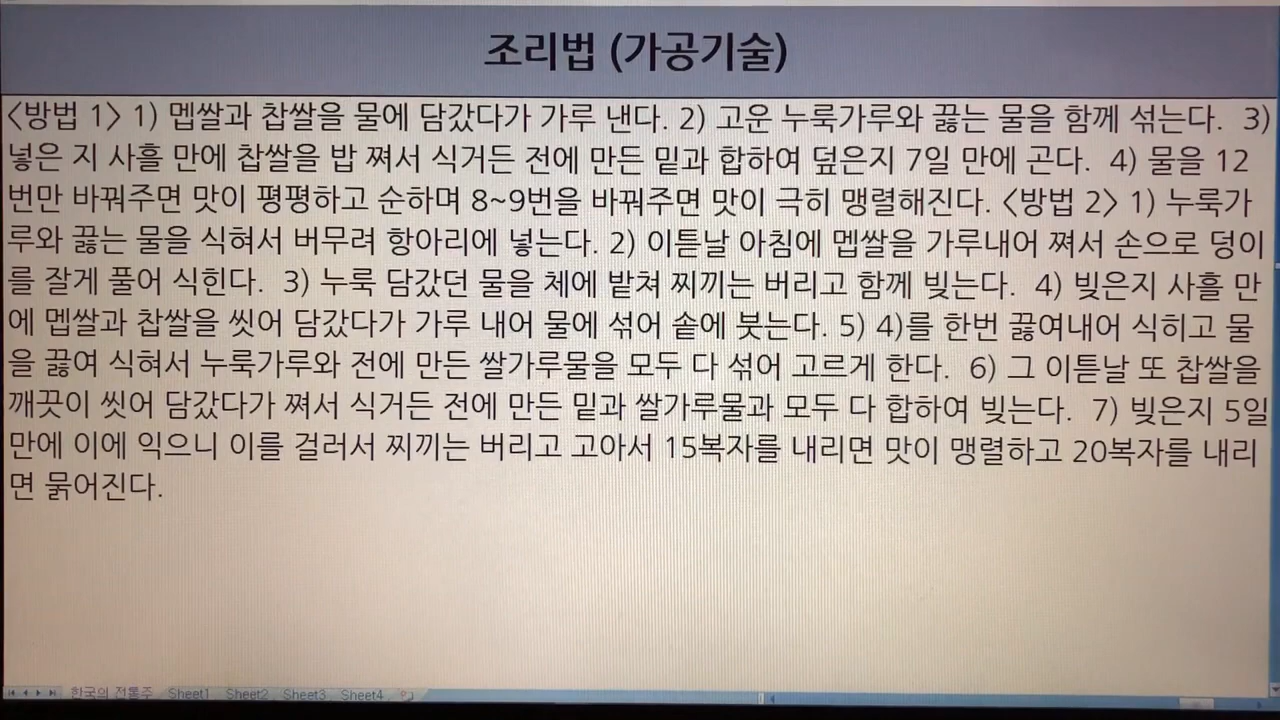 조리법 (가공기술)
<방법 1> 1) 멥쌀과 찹쌀을 물에 담갔다가 가루 낸다. 2) 고운 누룩가루와 끓는 물을 함께 섞는다. 3)
넣은 지 사흘 만에 찹쌀을 밥 쪄서 식거든 전에 만든 밑과 합하여 덮은지 7일 만에 곤다. 4) 물을 12
번만 바꿔주면 맛이 평평하고 순하며 8~9번을 바꿔주면 맛이 극히 맹렬해진다. <방법 2> 1) 누룩가
루와 끓는 물을 식혀서 버무려 항아리에 넣는다. 2) 이튿날 아침에 멥쌀을 가루내어 쪄서 손으로 덩이
를 잘게 풀어 식힌다. 3) 누룩 담갔던 물을 체에 밭쳐 찌끼는 버리고 함께 빚는다. 4) 빚은지 사흘 만
에 멥쌀과 찹쌀을 씻어 담갔다가 가루 내어 물에 섞어 솥에 붓는다. 5) 4)를 한번 끓여내어 식히고 물
을 끓여 식혀서 누룩가루와 전에 만든 쌀가루물을 모두 다 섞어 고르게 한다. 6) 그 이튿날 또 찹쌀을
깨끗이 씻어 담갔다가 쪄서 식거든 전에 만든 밑과 쌀가루물과 모두 다 합하여 빚는다. 7) 빚은지 5일
만에 이에 익으니 이를 걸러서 찌끼는 버리고 고아서 15복자를 내리면 맛이 맹렬하고 20복자를 내리
면 묽어진다.
한국의 전통주 Sheet1 Sheet2 Sheet3 Sheet4